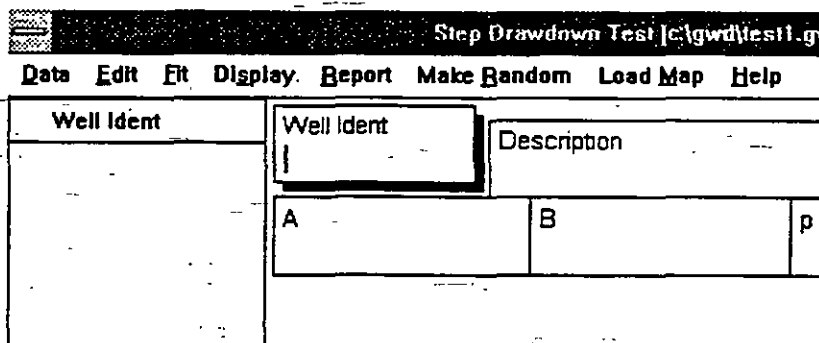 Step Drawdown Test [c:\gwd\test1.g
Data Edit Fit Display. Report Make Random Load Map Help
Well Ident
Well Ident
Description
A
B
p